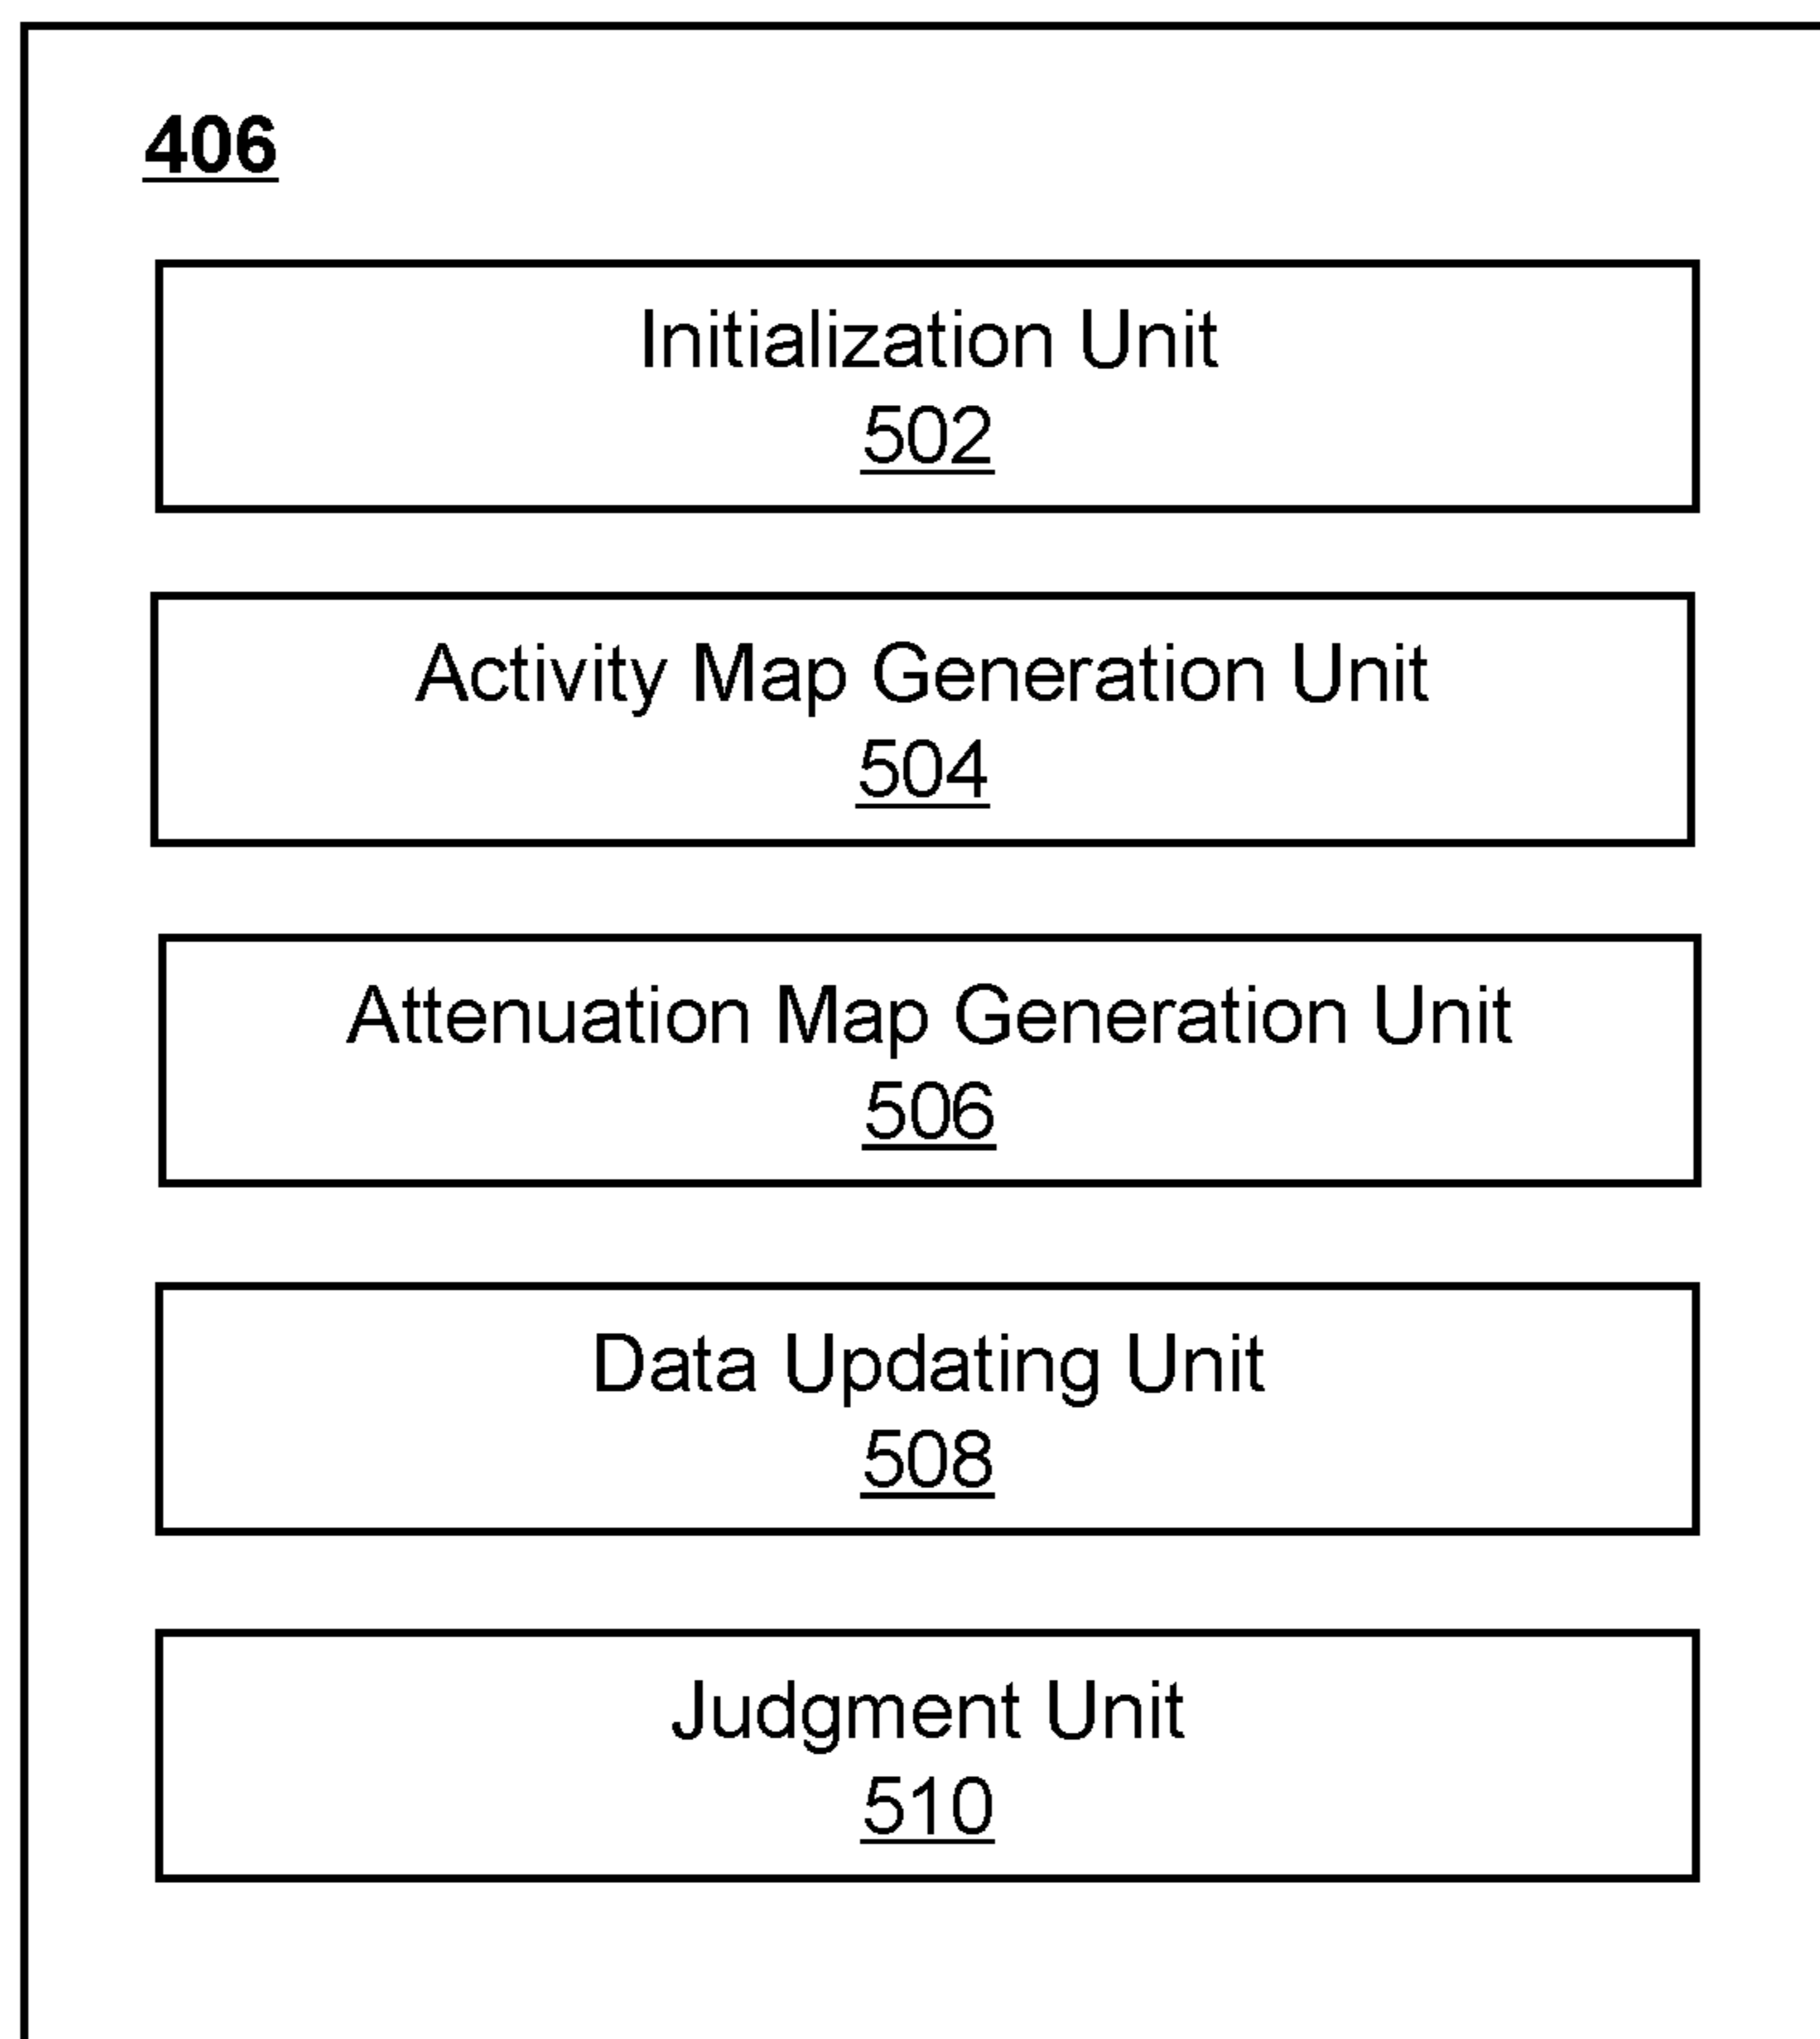 406
Initialization Unit
502
Activity Map Generation Unit
504
Attenuation Map Generation Unit
506
Data Updating Unit
508
Judgment Unit
510